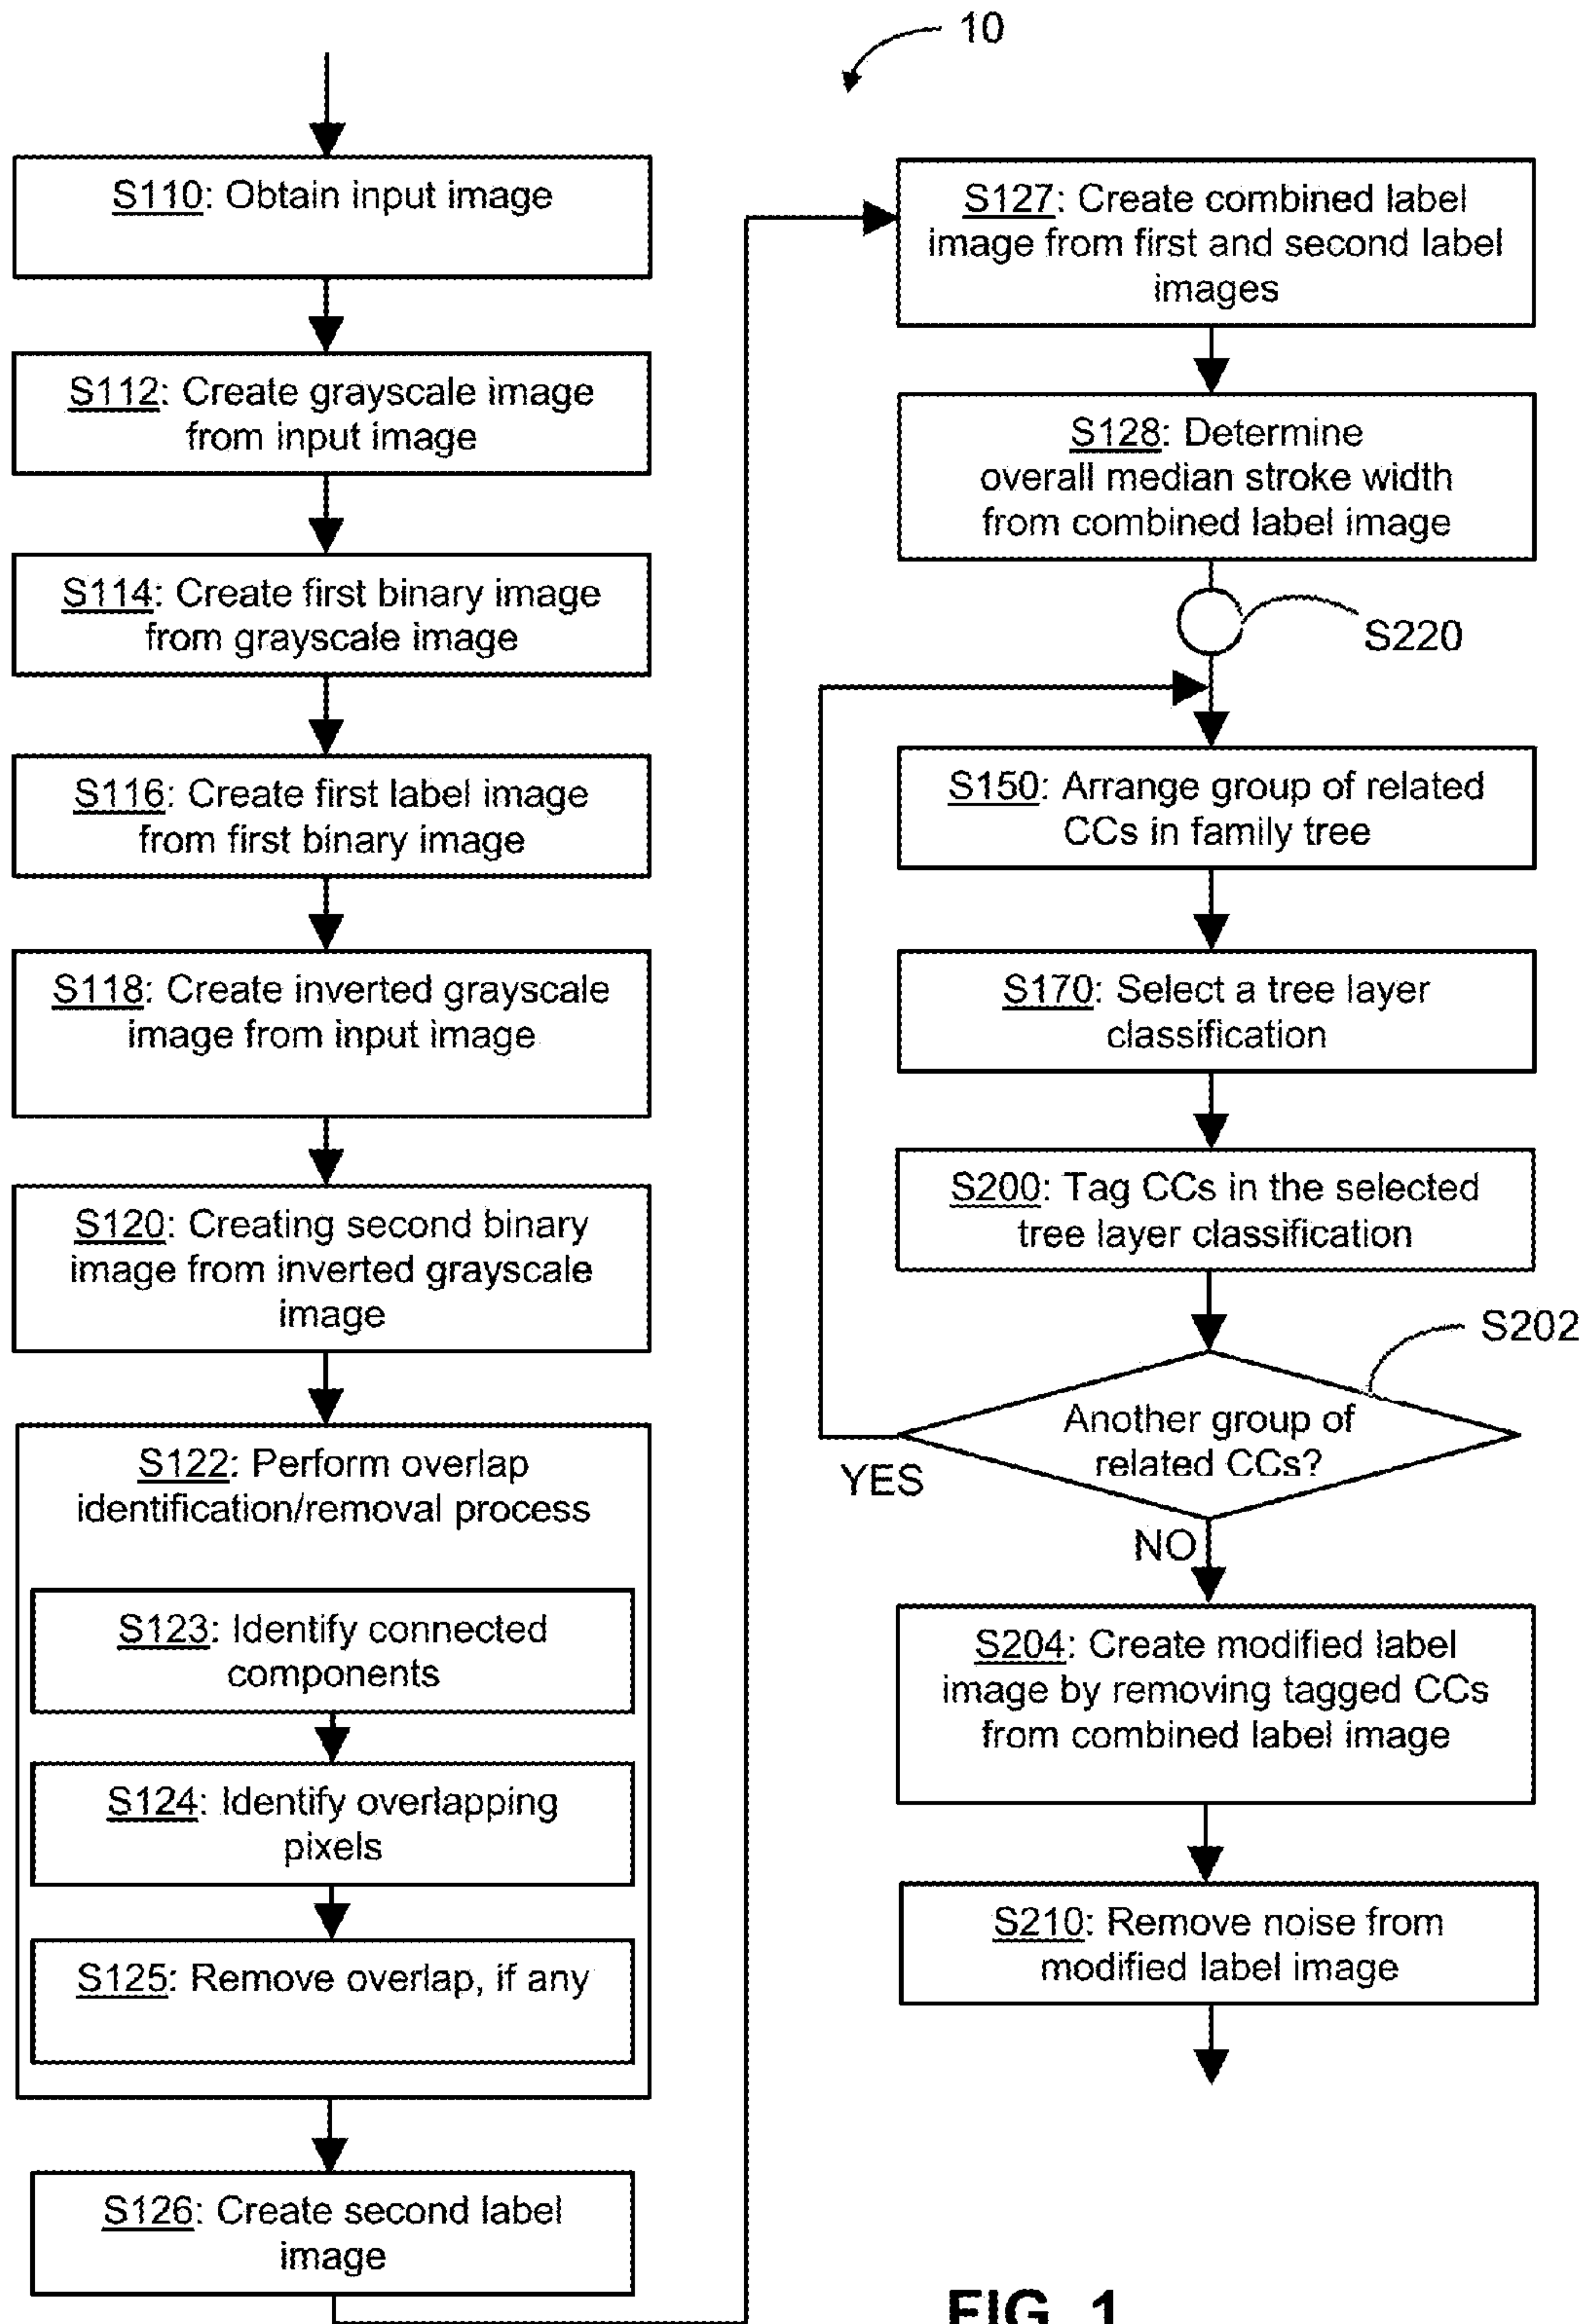 10
S110: Obtain input image
S112: Create grayscale image
from input image
S114: Create first binary image
from grayscale image
S116: Create first label image
from first binary image
S118: Create inverted grayscale
image from input image
S120: Creating second binary
image from inverted grayscale
image
S122: Perform overlap
identification/removal process
S123: Identify connected
components
S124: Identify overlapping
pixels
S125: Remove overlap, if any
S126: Create second label
image
S127: Create combined label
image from first and second label
images
S128: Determine
overall median stroke width
from combined label image
S220
S150: Arrange group of related
CCs in family tree
S170: Select a tree layer
classification
S200: Tag CCs in the selected
tree layer classification
S202
Another group of
related CCs?
YES
NO
S204: Create modified label
image by removing tagged CCs
from combined label image
S210: Remove noise from
modified label image
FIG. 1